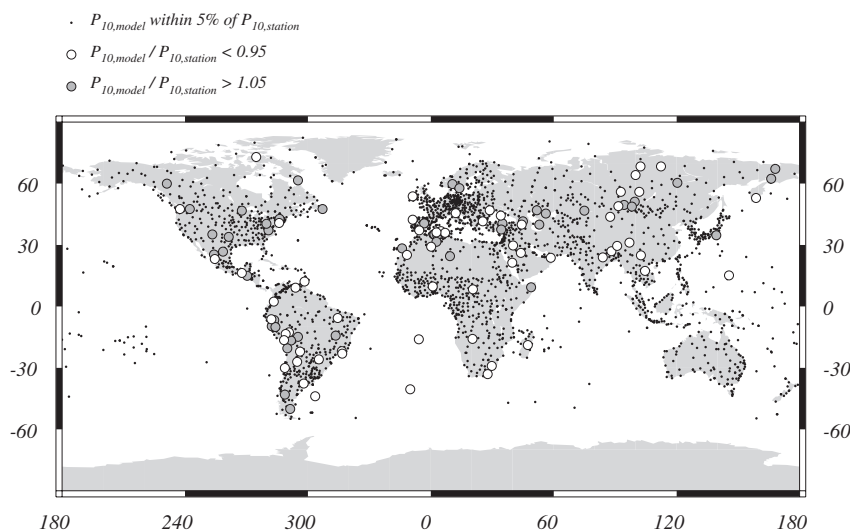 P10,model within 5% of P10,station
P10,model / P10,station < 0.95
P10,model / P10,station > 1.05
60 60
30 30
0 0
-30 -30
-60 -60
180 240 300 0 60 120 180